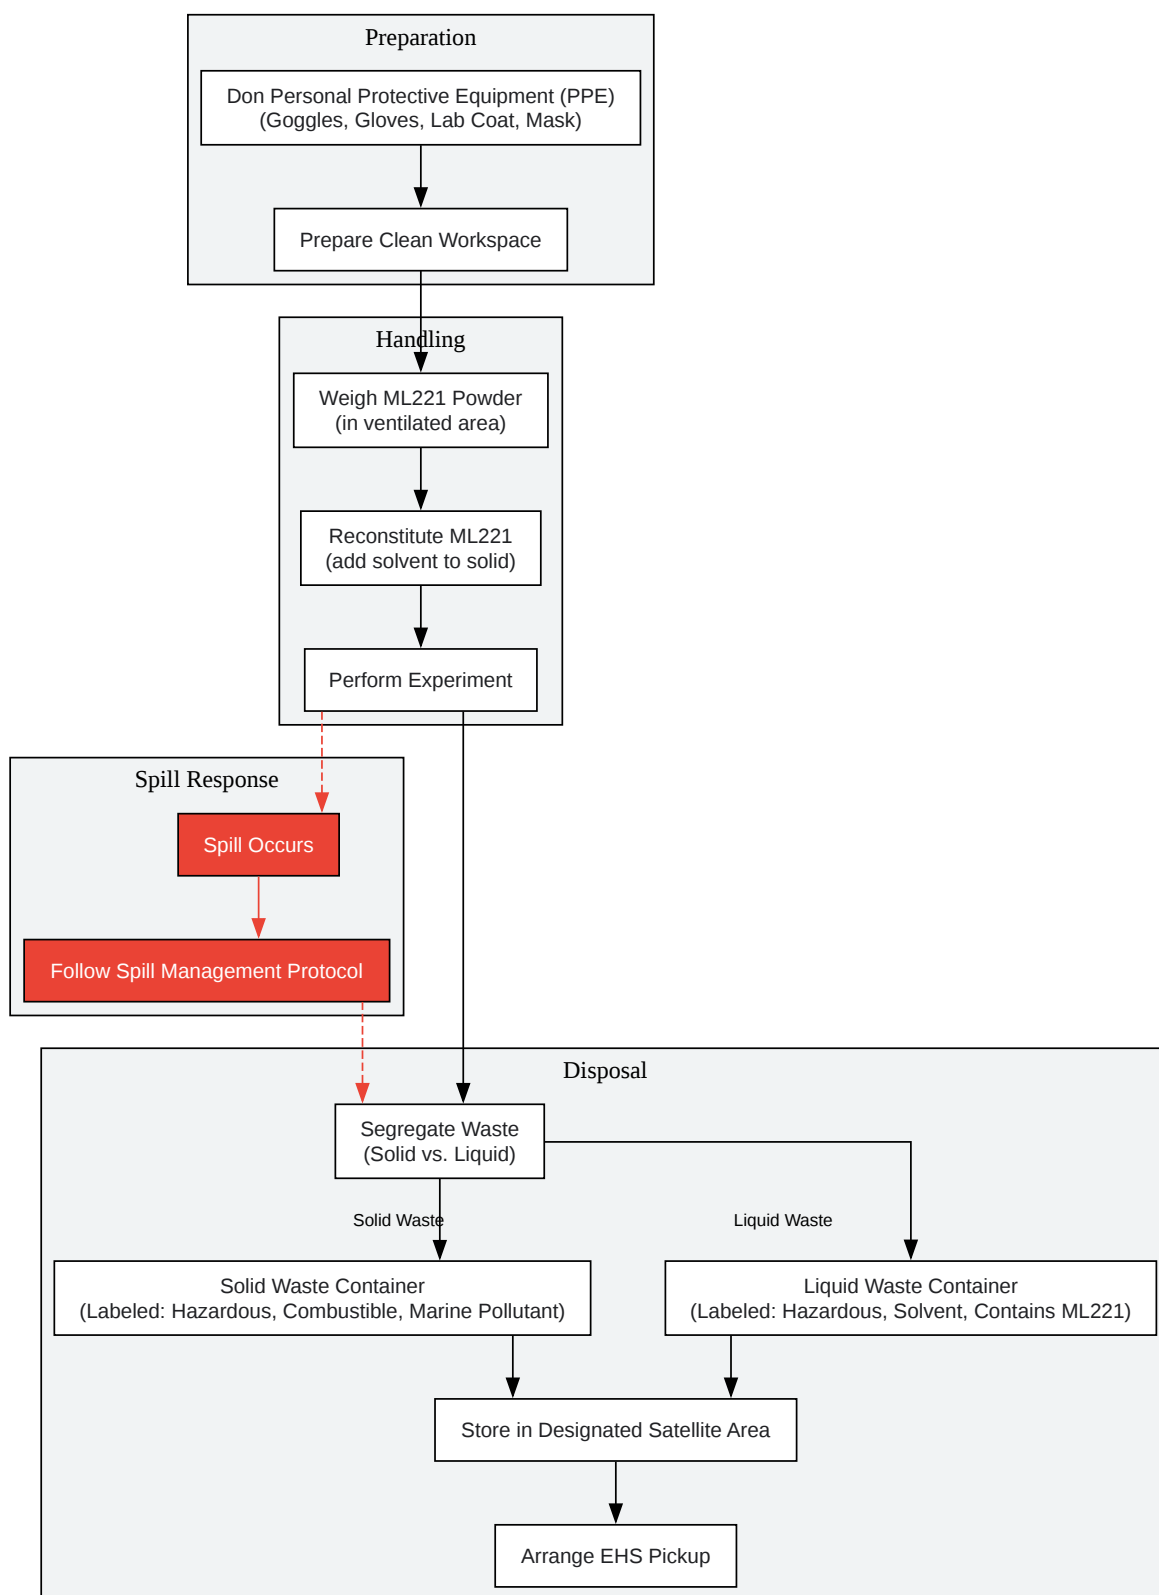 Preparation
Don Personal Protective Equipment (PPE)
(Goggles, Gloves, Lab Coat, Mask)
Prepare Clean Workspace
Handling
Weigh ML221 Powder
(in ventilated area)
Reconstitute ML221
(add solvent to solid)
Perform Experiment
Spill Response
Spill Occurs
Follow Spill Management Protocol
Disposal
Segregate Waste
(Solid vs. Liquid)
Solid Waste
Liquid Waste
Solid Waste Container
(Labeled: Hazardous, Combustible, Marine Pollutant)
Liquid Waste Container
(Labeled: Hazardous, Solvent, Contains ML221)
Store in Designated Satellite Area
Arrange EHS Pickup